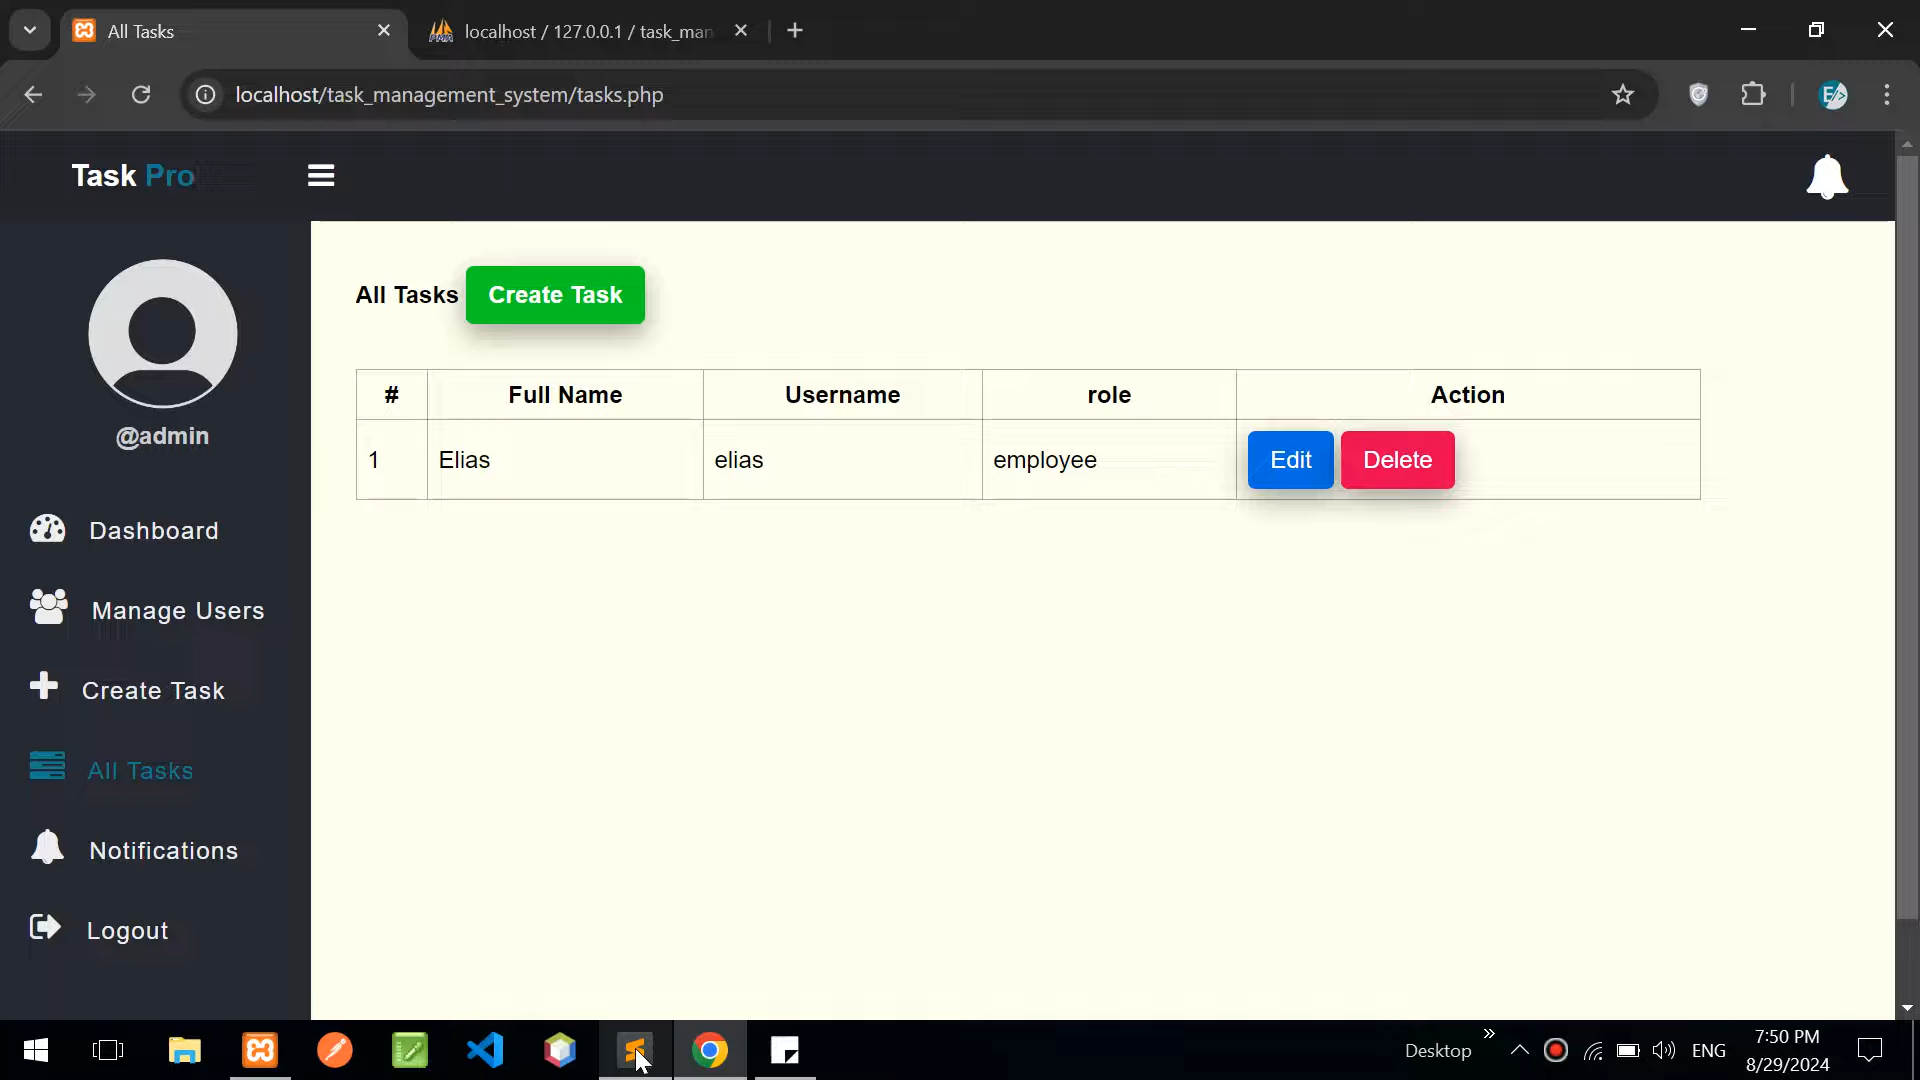 All Tasks
localhost / 127.0.0.1 / task_man
localhost/task_management_system/tasks.php
E/>
Task Pro
@admin
Dashboard
Manage Users
Create Task
All Tasks
Notifications
Logout
All Tasks Create Task
# Full Name Username role Action
1 Elias elias employee Edit Delete
Desktop
ENG
7:50 PM
8/29/2024